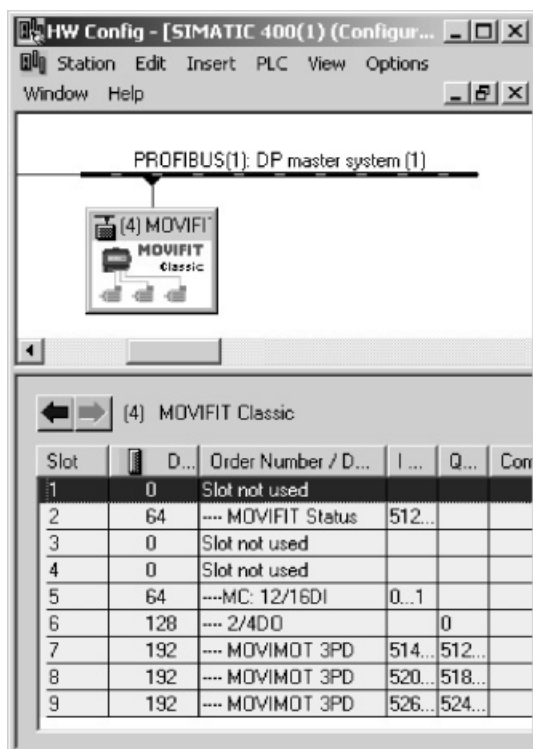 HW Config - [SIMATIC 400(1) (Configur...
Station Edit Insert PLC View Options
Window Help
PROFIBUS(1): DP master system (1)
(4) MOVIFI
MOVIFIT
Classic
(4) MOVIFIT Classic
Slot D... Order Number / D... I ... Q... Com
1 0 Slot not used
2 64 ---- MOVIFIT Status 512...
3 0 Slot not used
4 0 Slot not used
5 64 ----MC: 12/16DI 0...1
6 128 ---- 2/4DO 0
7 192 ---- MOVIMOT 3PD 514... 512...
8 192 ---- MOVIMOT 3PD 520... 518...
9 192 ---- MOVIMOT 3PD 526... 524...